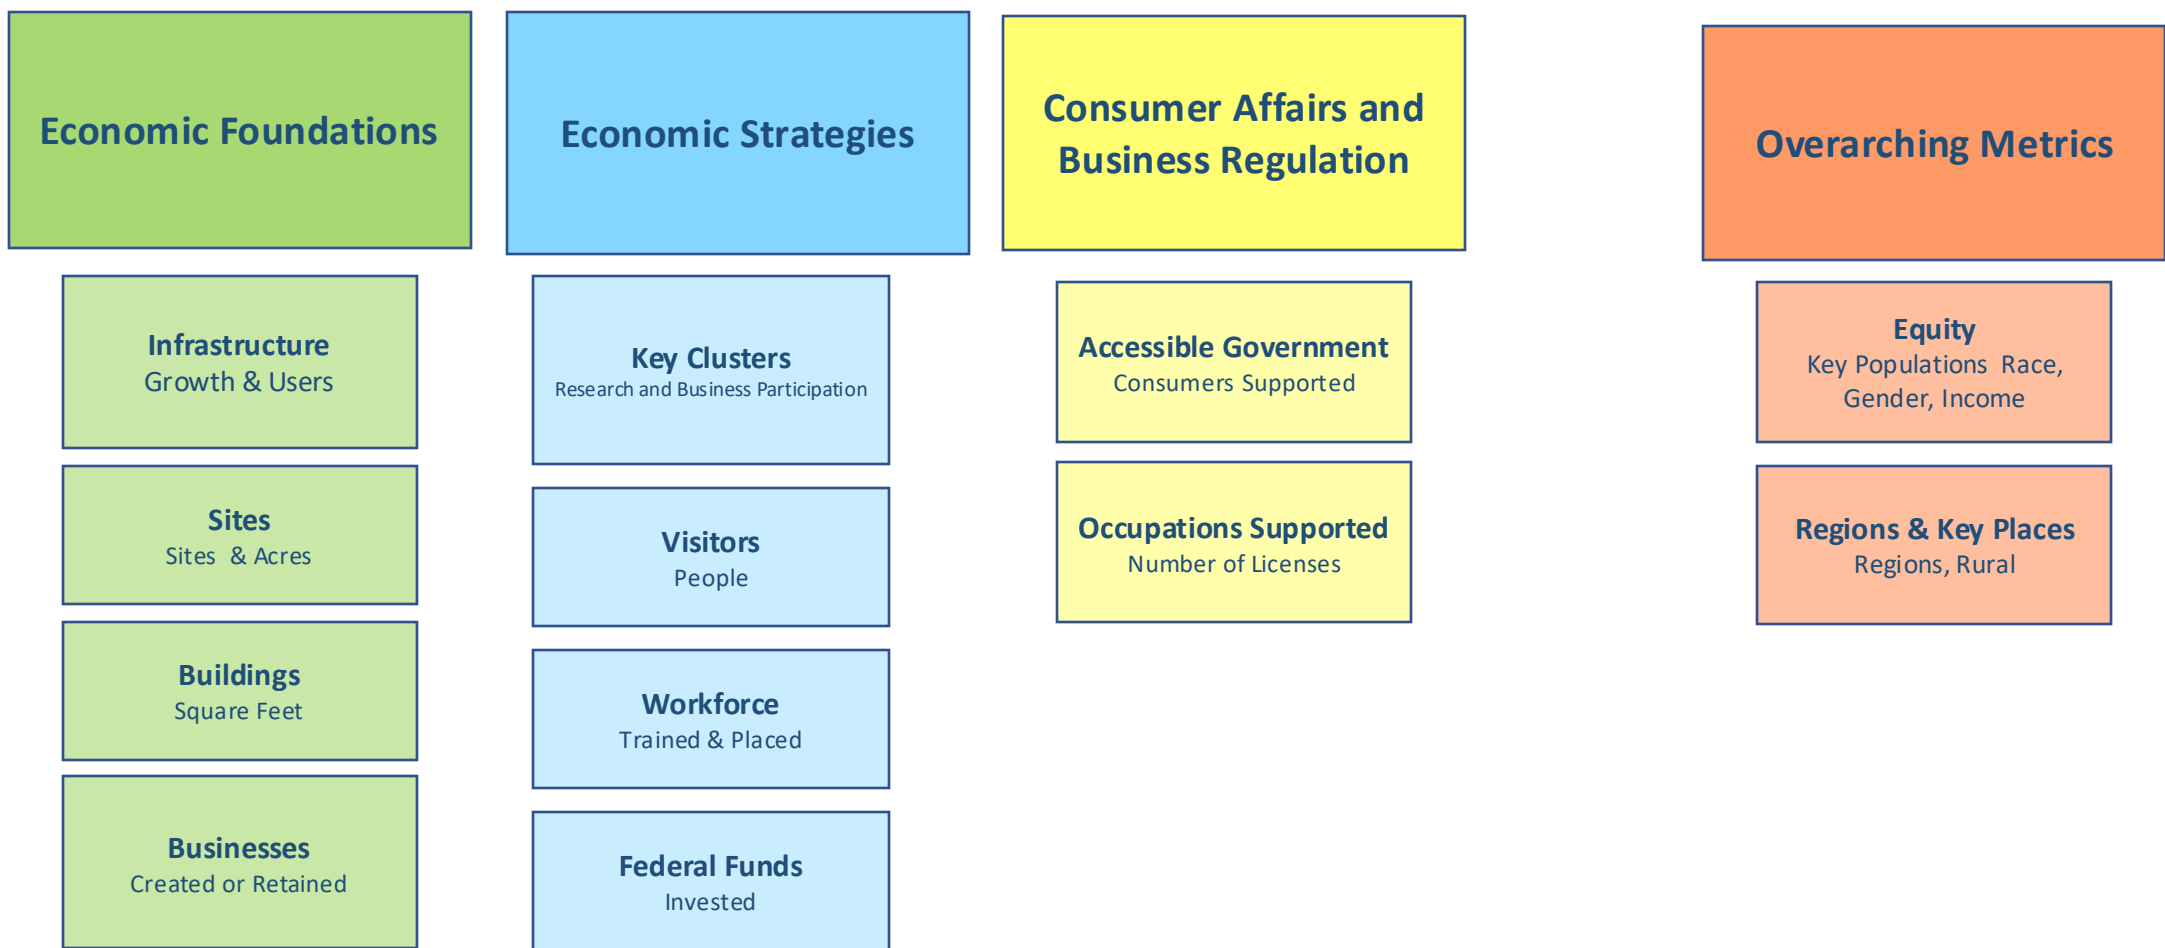 Economic Foundations
Infrastructure
Growth & Users
Sites
Sites & Acres
Buildings
Square Feet
Businesses
Created or Retained
Economic Strategies
Key Clusters
Research and Business Participation
Visitors
People
Workforce
Trained & Placed
Federal Funds
Invested
Consumer Affairs and
Business Regulation
Accessible Government
Consumers Supported
Occupations Supported
Number of Licenses
Overarching Metrics
Equity
Key Populations Race,
Gender, Income
Regions & Key Places
Regions, Rural